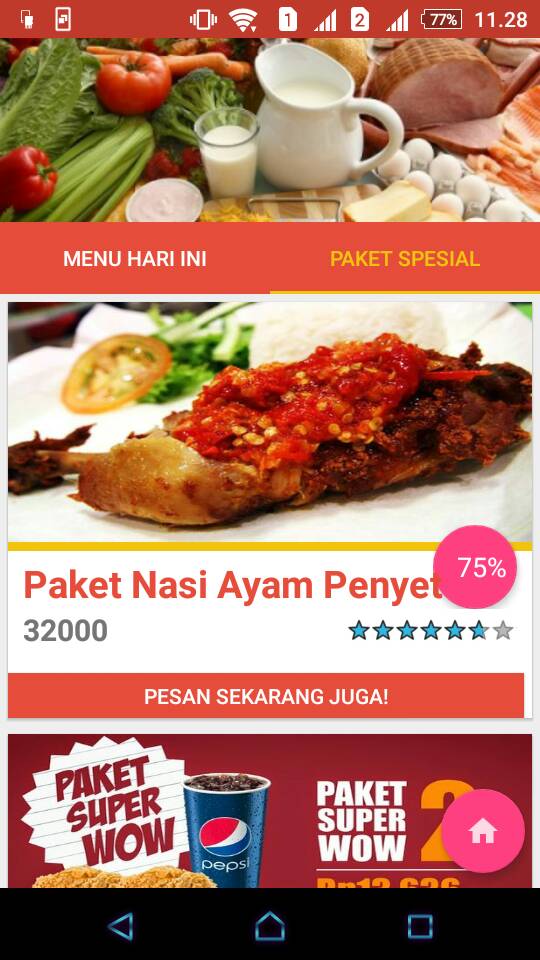 1
2
77%
11.28
MENU HARI INI
PAKET SPESIAL
75%
Paket Nasi Ayam Penyet
32000
PESAN SEKARANG JUGA!
PAKET
SUPER
WOW
pepsi
PAKET
SUPER
WOW
2